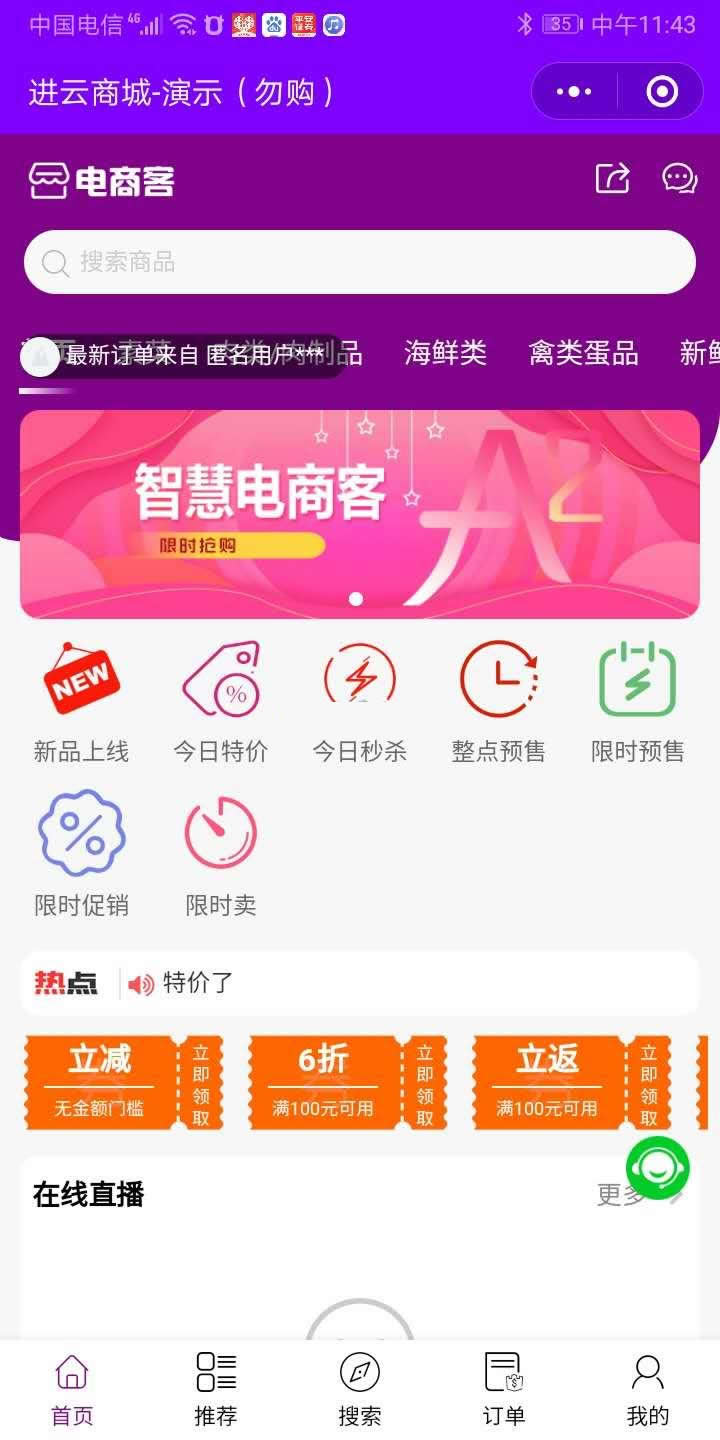 中国电信 4G 35 中午11:43
进云商城-演示（勿购）
电商客
搜索商品
最新订单来自 匿名用户***
肉类/肉制品 海鲜类 禽类蛋品 新鲜
智慧电商客
限时抢购
NEW
新品上线 今日特价 今日秒杀 整点预售 限时预售
限时促销 限时卖
热点 特价了
立减 立即领取
无金额门槛
6折 立即领取
满100元可用
立返 立即领取
满100元可用
在线直播 更多
首页 推荐 搜索 订单 我的